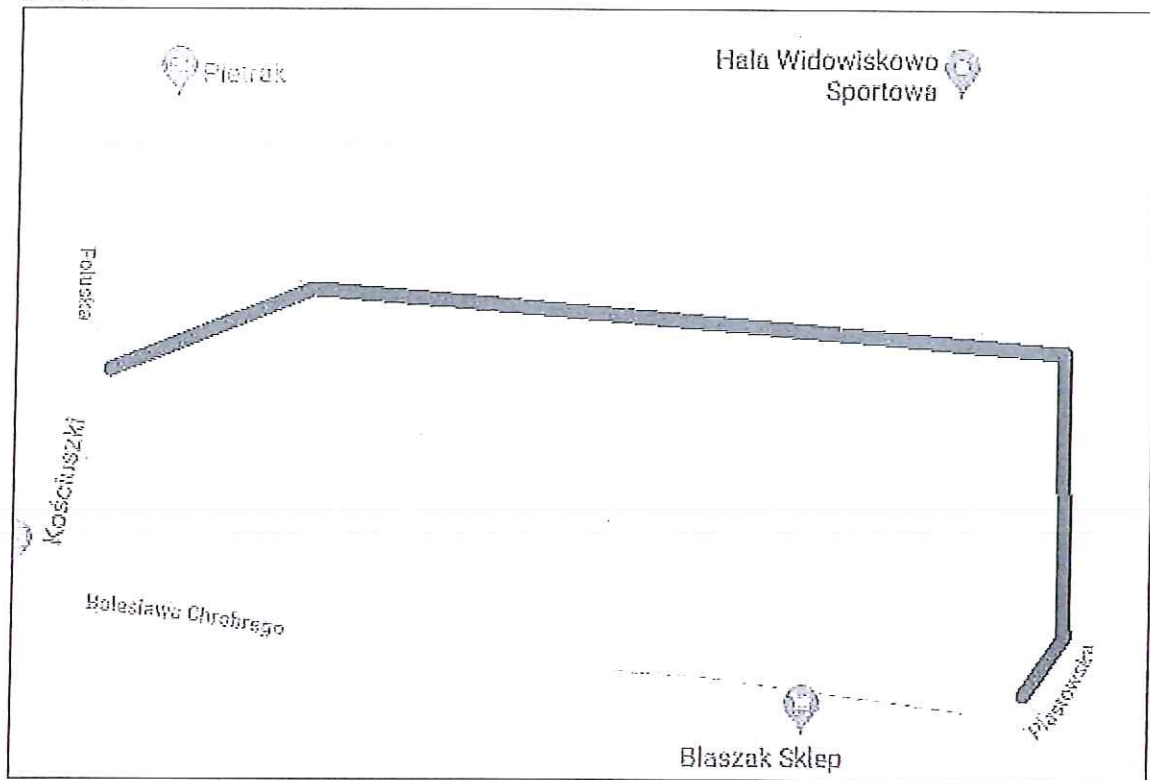 Pietrak
Hala Widowiskowo
Sportowa
Foluska
Kościuszki
Bolesława Chrobrego
Piastowska
Blaszak Sklep